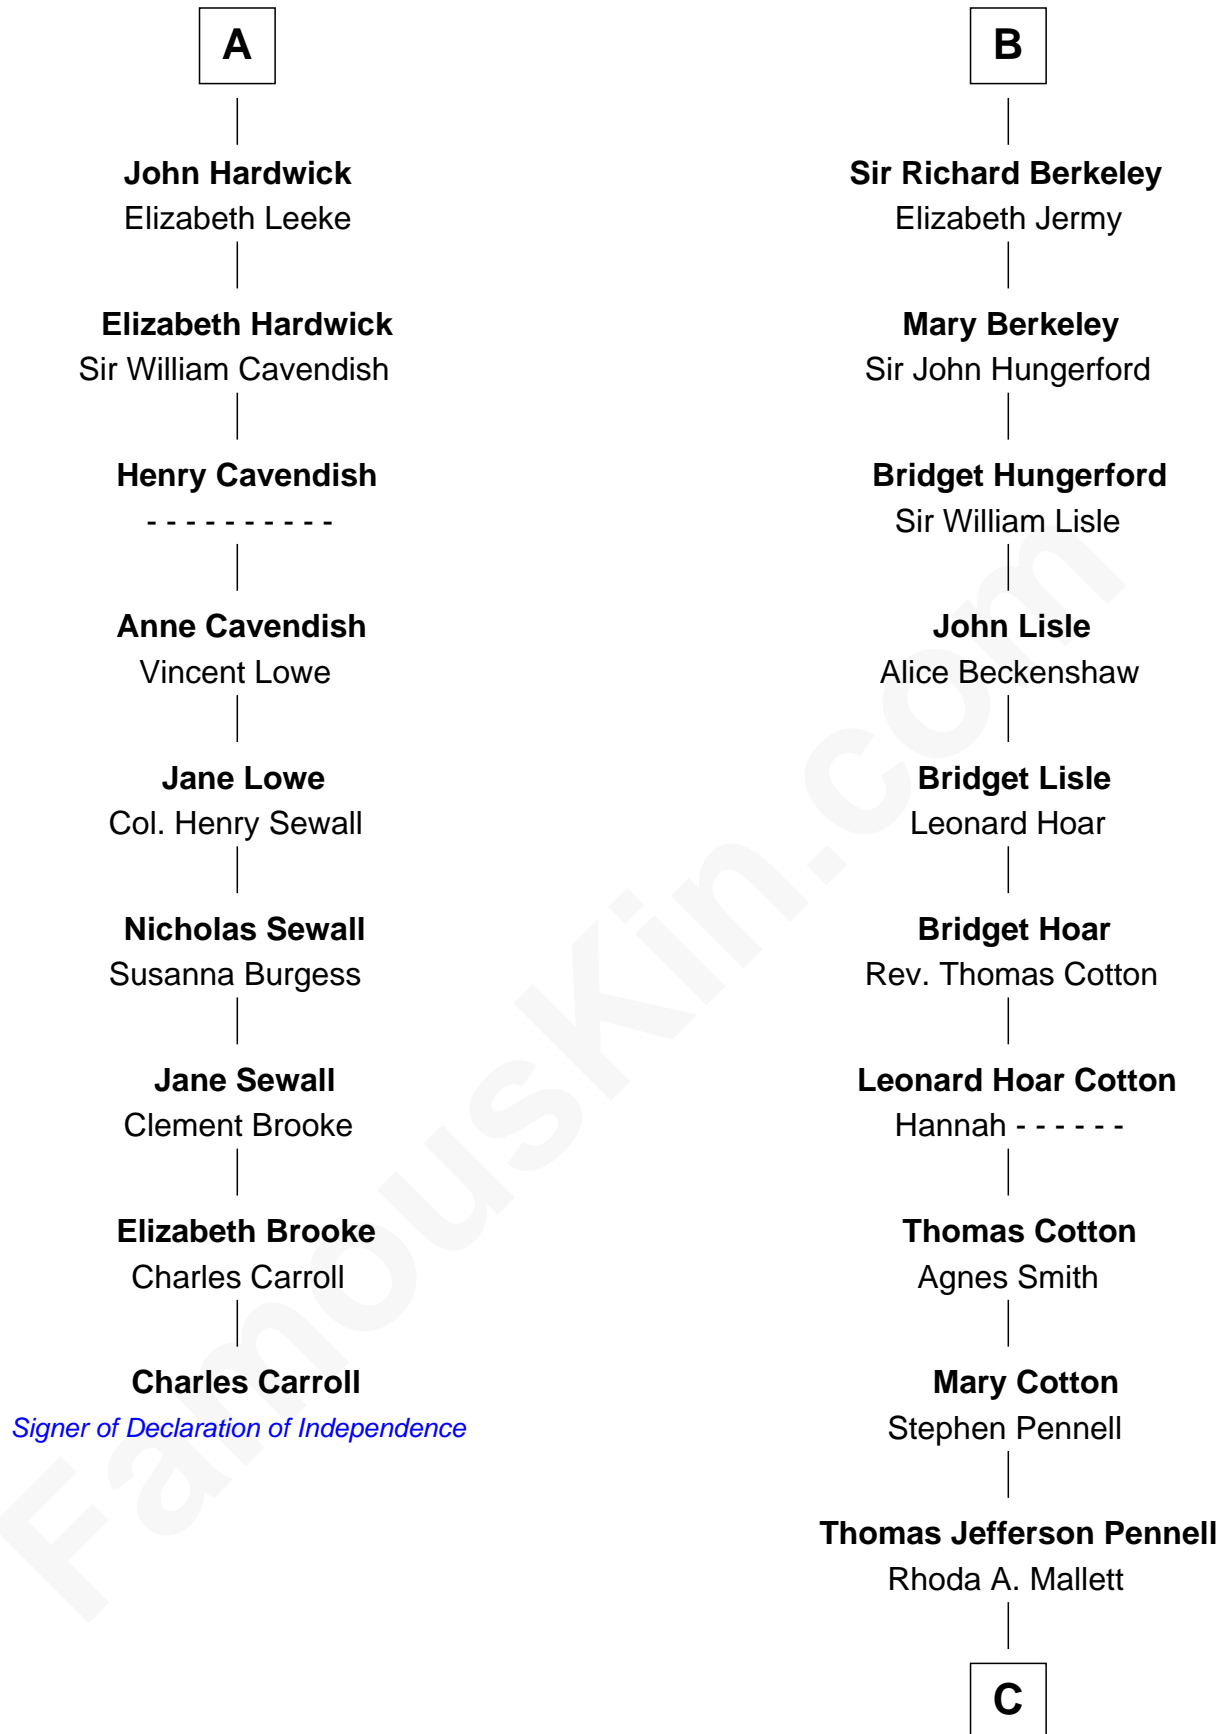 A
John Hardwick
Elizabeth Leeke
Elizabeth Hardwick
Sir William Cavendish
Henry Cavendish
- - - - - - - - - -
Anne Cavendish
Vincent Lowe
Jane Lowe
Col. Henry Sewall
Nicholas Sewall
Susanna Burgess
Jane Sewall
Clement Brooke
Elizabeth Brooke
Charles Carroll
Charles Carroll
Signer of Declaration of Independence
B
Sir Richard Berkeley
Elizabeth Jermy
Mary Berkeley
Sir John Hungerford
Bridget Hungerford
Sir William Lisle
John Lisle
Alice Beckenshaw
Bridget Lisle
Leonard Hoar
Bridget Hoar
Rev. Thomas Cotton
Leonard Hoar Cotton
Hannah - - - - - -
Thomas Cotton
Agnes Smith
Mary Cotton
Stephen Pennell
Thomas Jefferson Pennell
Rhoda A. Mallett
C
FamousKin.com